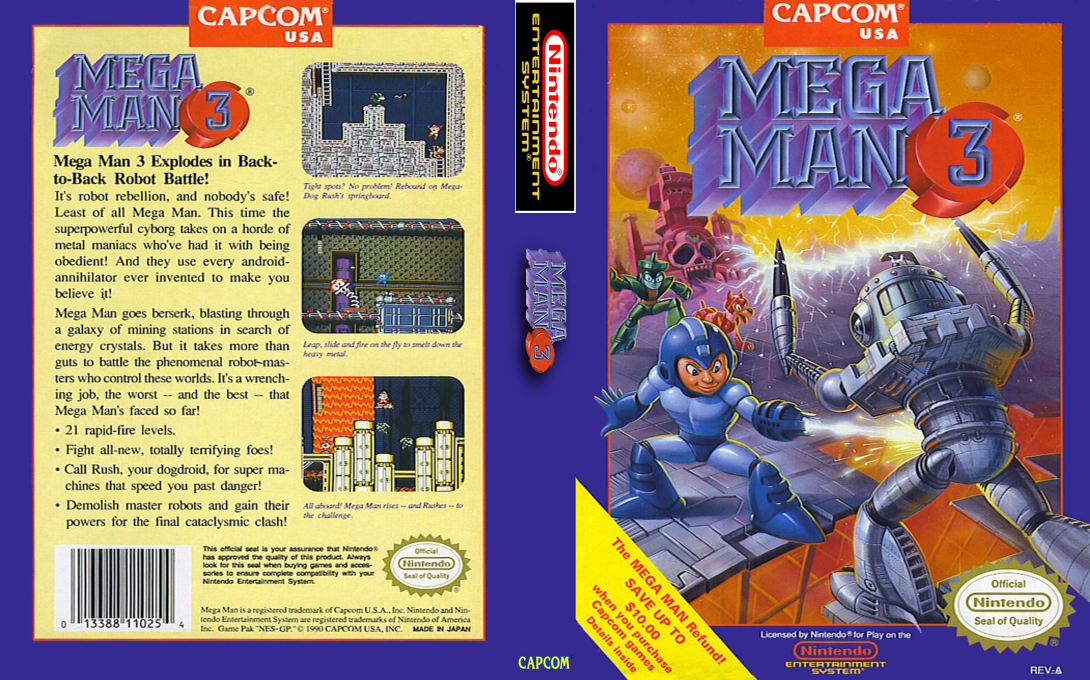 CAPCOM®
USA
MEGA
MAN 3®
Mega Man 3 Explodes in Back-
to-Back Robot Battle!
It's robot rebellion, and nobody's safe!
Least of all Mega Man. This time the
superpowerful cyborg takes on a horde of
metal maniacs who've had it with being
obedient! And they use every android-
annihilator ever invented to make you
believe it!
Mega Man goes berserk, blasting through
a galaxy of mining stations in search of
energy crystals. But it takes more than
guts to battle the phenomenal robot-mas-
ters who control these worlds. It's a wrench-
ing job, the worst -- and the best -- that
Mega Man's faced so far!
• 21 rapid-fire levels.
• Fight all-new, totally terrifying foes!
• Call Rush, your dogdroid, for super ma-
chines that speed you past danger!
• Demolish master robots and gain their
powers for the final cataclysmic clash!
Tight spots? No problem! Rebound on Mega-
Dog Rush's springboard.
Leap, slide and fire on the fly to smelt down the
heavy metal.
All aboard! Mega Man rises -- and Rushes -- to
the challenge.
0 13388 11025 4
This official seal is your assurance that Nintendo®
has approved the quality of this product. Always
look for this seal when buying games and acces-
sories to ensure complete compatibility with your
Nintendo Entertainment System.
Official
Nintendo
Seal of Quality
®
Mega Man is a registered trademark of Capcom U.S.A., Inc. Nintendo and Nin-
tendo Entertainment System are registered trademarks of Nintendo of America
Inc. Game Pak "NES-GP." © 1990 CAPCOM USA, INC. MADE IN JAPAN
Nintendo®
ENTERTAINMENT
SYSTEM®
MEGA
MAN 3
CAPCOM
CAPCOM®
USA
MEGA
MAN 3®
The MEGA MAN Refund!
SAVE UP TO
$10.00
when you purchase
Capcom games
Details inside
Licensed by Nintendo® for Play on the
Nintendo
ENTERTAINMENT
SYSTEM®
Official
Nintendo
Seal of Quality
®
REV-A